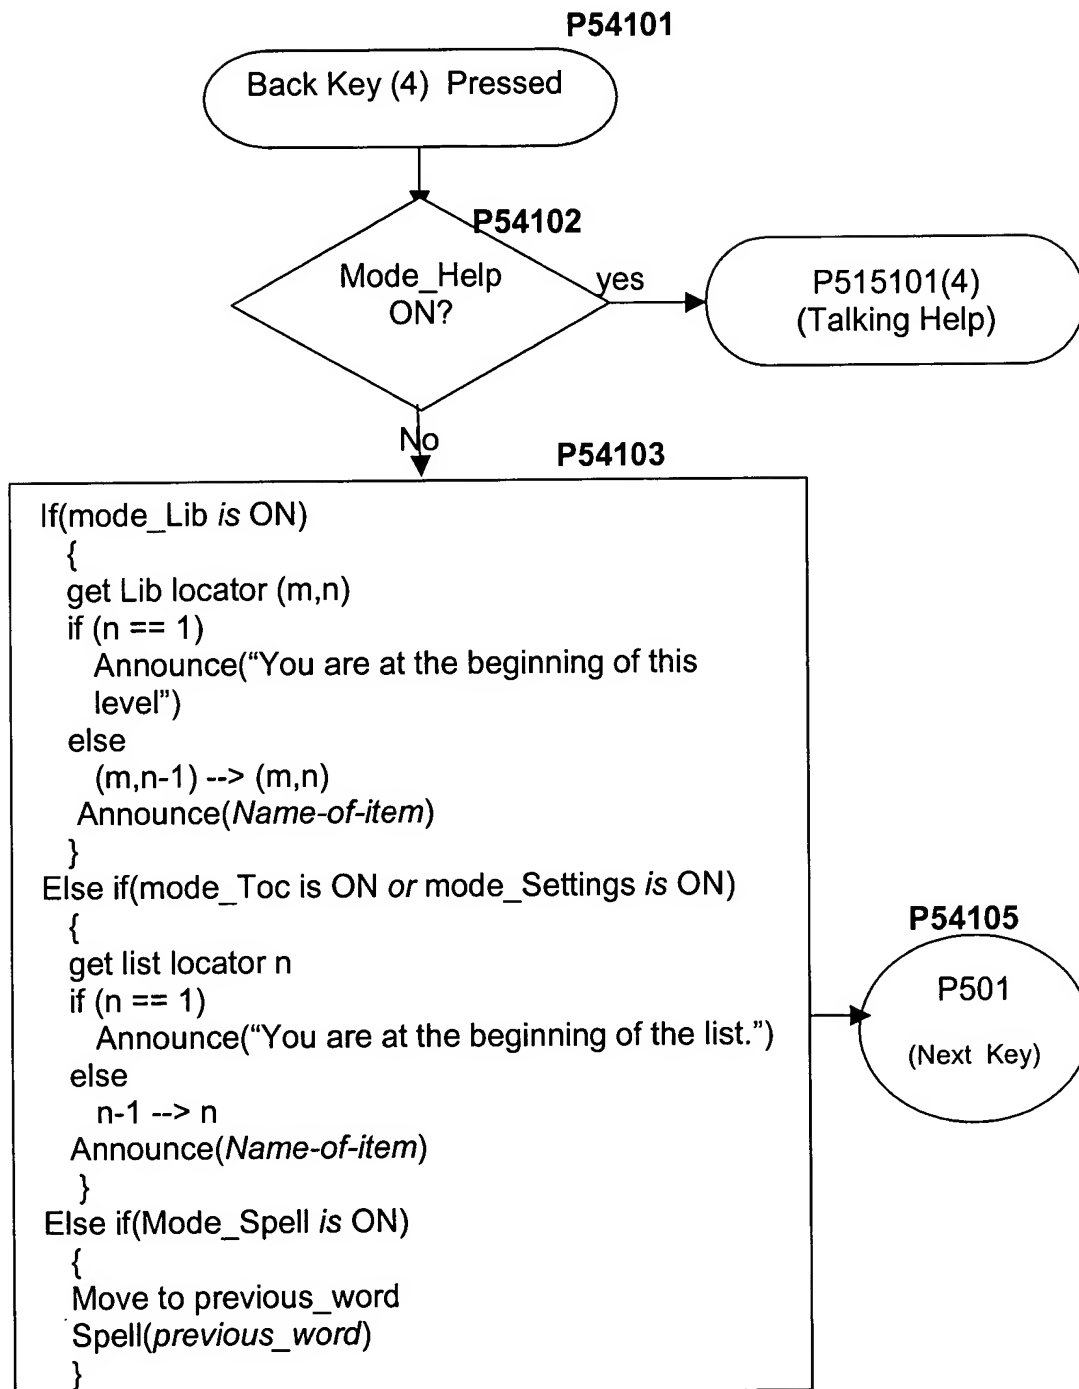 P54101
Back Key (4) Pressed
P54102
Mode_Help
ON?
yes
P515101(4)
(Talking Help)
No
P54103
If(mode_Lib is ON)
{
get Lib locator (m,n)
if (n == 1)
Announce(“You are at the beginning of this
level”)
else
(m,n-1) --> (m,n)
Announce(Name-of-item)
}
Else if(mode_Toc is ON or mode_Settings is ON)
{
get list locator n
if (n == 1)
Announce(“You are at the beginning of the list.”)
else
n-1 --> n
Announce(Name-of-item)
}
Else if(Mode_Spell is ON)
{
Move to previous_word
Spell(previous_word)
}
P54105
P501
(Next Key)